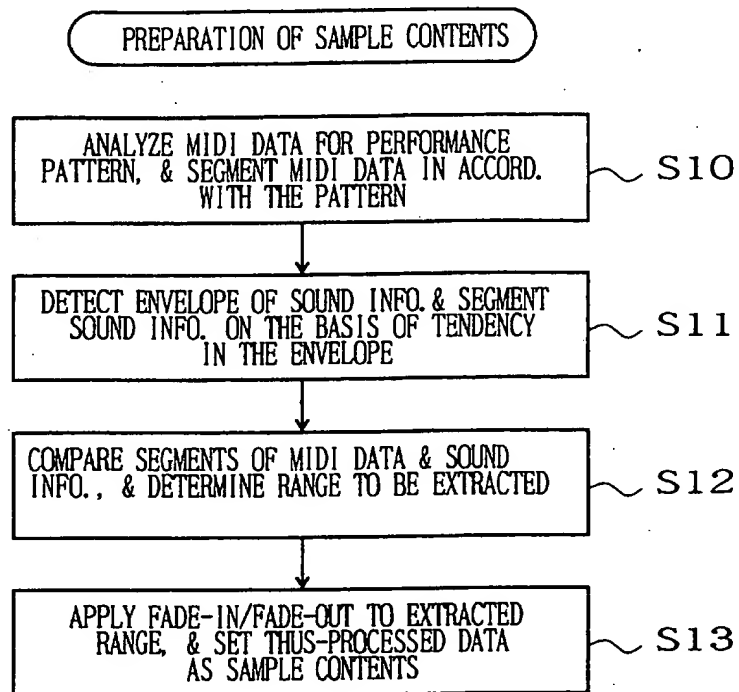 PREPARATION OF SAMPLE CONTENTS
ANALYZE MIDI DATA FOR PERFORMANCE
PATTERN, & SEGMENT MIDI DATA IN ACCORD.
WITH THE PATTERN
S10
DETECT ENVELOPE OF SOUND INFO. & SEGMENT
SOUND INFO. ON THE BASIS OF TENDENCY
IN THE ENVELOPE
S11
COMPARE SEGMENTS OF MIDI DATA & SOUND
INFO., & DETERMINE RANGE TO BE EXTRACTED
S12
APPLY FADE-IN/FADE-OUT TO EXTRACTED
RANGE, & SET THUS-PROCESSED DATA
AS SAMPLE CONTENTS
S13